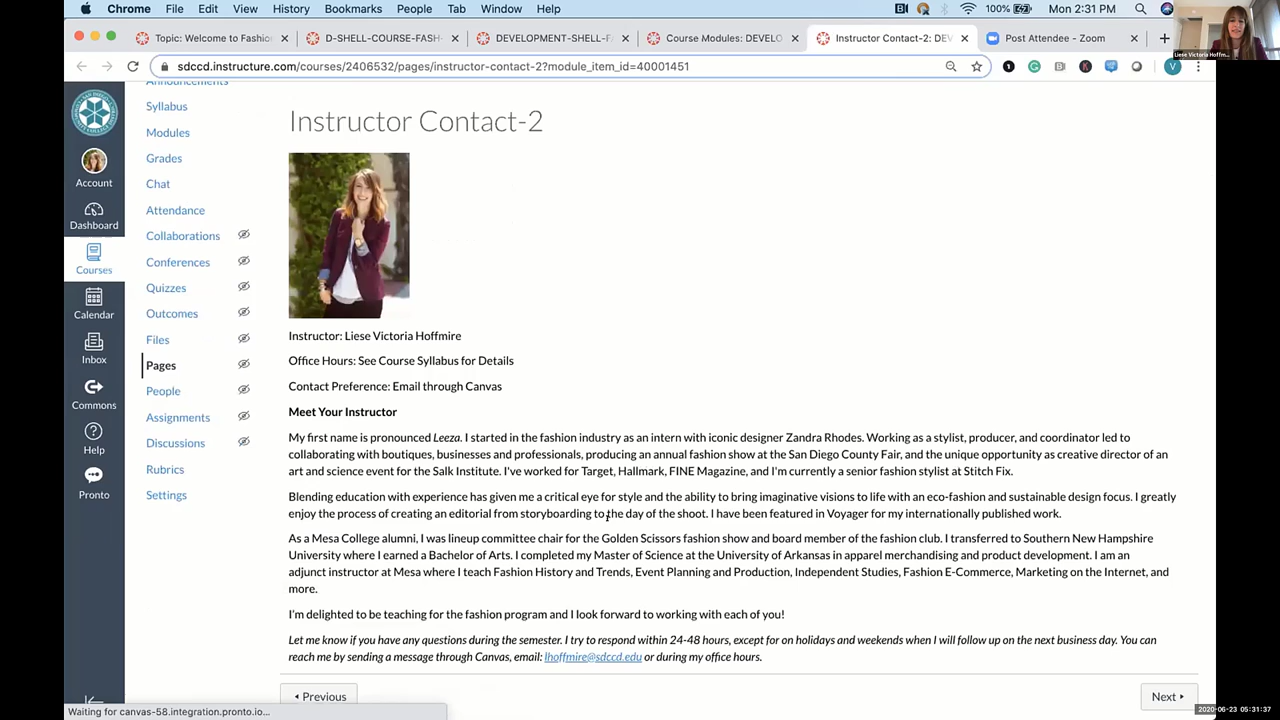 Chrome File Edit View History Bookmarks People Tab Window Help 100% Mon 2:31 PM
Liese Victoria Hoffm...
Topic: Welcome to Fashio × D-SHELL-COURSE-FASH- × DEVELOPMENT-SHELL-F × Course Modules: DEVELO × Instructor Contact-2: DEV × Post Attendee - Zoom × +
sdccd.instructure.com/courses/2406532/pages/instructor-contact-2?module_item_id=40001451
Announcements
Syllabus
Modules
Grades
Chat
Attendance
Collaborations
Conferences
Quizzes
Outcomes
Files
Pages
People
Assignments
Discussions
Rubrics
Settings
Account
Dashboard
Courses
Calendar
Inbox
Commons
Help
Pronto
Instructor Contact-2
Instructor: Liese Victoria Hoffmire
Office Hours: See Course Syllabus for Details
Contact Preference: Email through Canvas
Meet Your Instructor
My first name is pronounced Leeza. I started in the fashion industry as an intern with iconic designer Zandra Rhodes. Working as a stylist, producer, and coordinator led to
collaborating with boutiques, businesses and professionals, producing an annual fashion show at the San Diego County Fair, and the unique opportunity as creative director of an
art and science event for the Salk Institute. I've worked for Target, Hallmark, FINE Magazine, and I'm currently a senior fashion stylist at Stitch Fix.
Blending education with experience has given me a critical eye for style and the ability to bring imaginative visions to life with an eco-fashion and sustainable design focus. I greatly
enjoy the process of creating an editorial from storyboarding to the day of the shoot. I have been featured in Voyager for my internationally published work.
As a Mesa College alumni, I was lineup committee chair for the Golden Scissors fashion show and board member of the fashion club. I transferred to Southern New Hampshire
University where I earned a Bachelor of Arts. I completed my Master of Science at the University of Arkansas in apparel merchandising and product development. I am an
adjunct instructor at Mesa where I teach Fashion History and Trends, Event Planning and Production, Independent Studies, Fashion E-Commerce, Marketing on the Internet, and
more.
I'm delighted to be teaching for the fashion program and I look forward to working with each of you!
Let me know if you have any questions during the semester. I try to respond within 24-48 hours, except for on holidays and weekends when I will follow up on the next business day. You can
reach me by sending a message through Canvas, email: lhoffmire@sdccd.edu or during my office hours.
Previous
Next
Waiting for canvas-58.integration.pronto.io...
2020-06-23 05:31:37